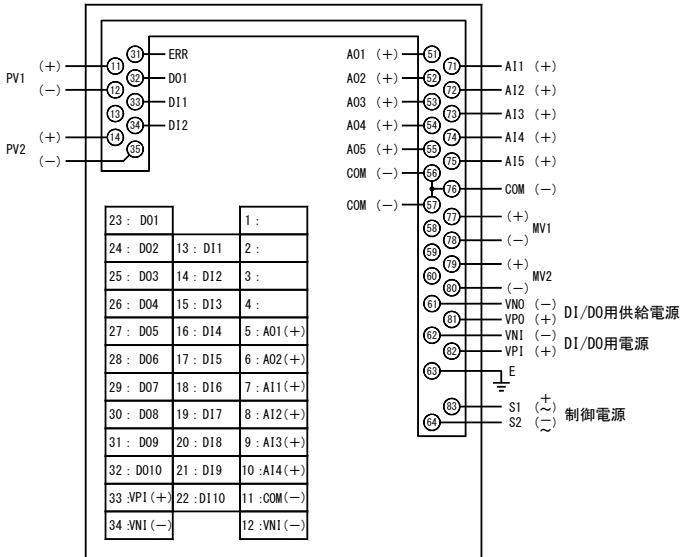 31 ERR
PV1 (+) 11
32 DO1
(−) 12
33 DI1
13
34 DI2
(+) 14
PV2 (−) 35
AO1 (+) 51
71 AI1 (+)
AO2 (+) 52
72 AI2 (+)
AO3 (+) 53
73 AI3 (+)
AO4 (+) 54
74 AI4 (+)
AO5 (+) 55
75 AI5 (+)
COM (−) 56
76 COM (−)
COM (−) 57
77 (+)
MV1
58
78 (−)
59
79 (+)
MV2
60
80 (−)
61 VNO (−)
DI/DO用供給電源
81 VPO (+)
62 VNI (−)
DI/DO用電源
82 VPI (+)
63 E
83 S1 (+~)
制御電源
64 S2 (−~)
23 : DO1 1 :
24 : DO2 13 : DI1 2 :
25 : DO3 14 : DI2 3 :
26 : DO4 15 : DI3 4 :
27 : DO5 16 : DI4 5 : AO1(+)
28 : DO6 17 : DI5 6 : AO2(+)
29 : DO7 18 : DI6 7 : AI1(+)
30 : DO8 19 : DI7 8 : AI2(+)
31 : DO9 20 : DI8 9 : AI3(+)
32 : DO10 21 : DI9 10 :AI4(+)
33 :VPI(+) 22 :DI10 11 :COM(−)
34 :VNI(−) 12 :VNI(−)